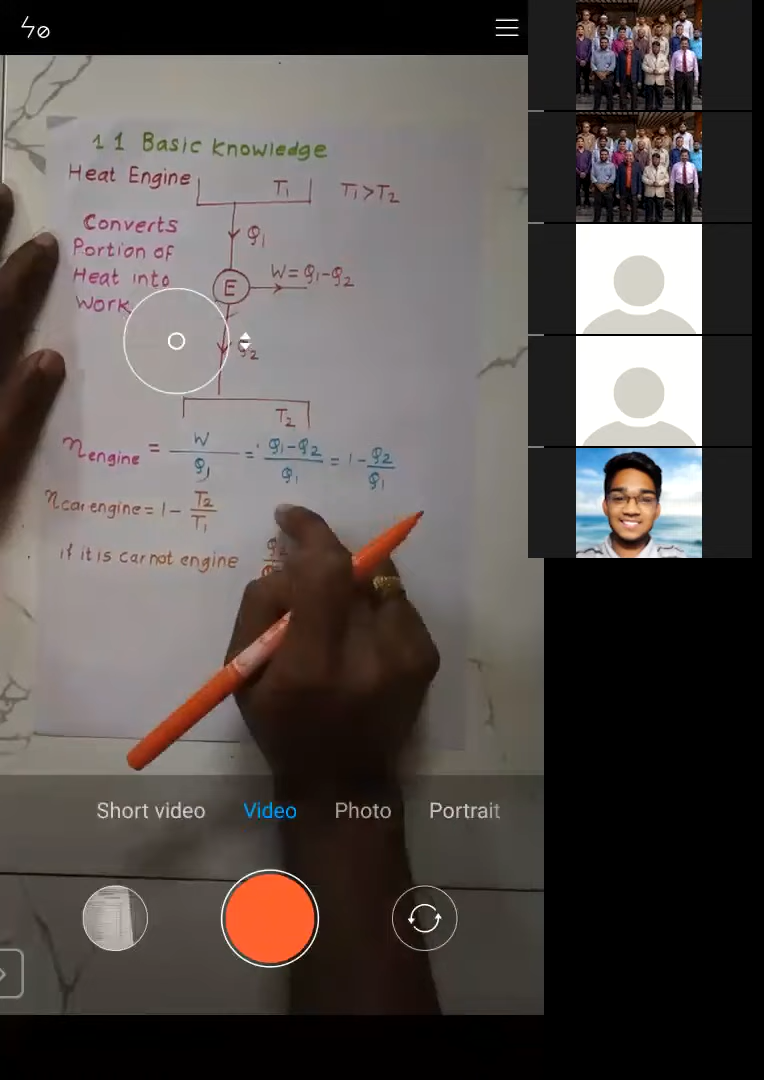 1 1 Basic Knowledge
Heat Engine
T1
T1>T2
Converts
Portion of
Heat into
Work
Q1
E
W=Q1-Q2
Q2
T2
ηengine = W/Q1 = Q1-Q2/Q1 = 1-Q2/Q1
ηcar engine = 1- T2/T1
if it is carnot engine
Short video
Video
Photo
Portrait